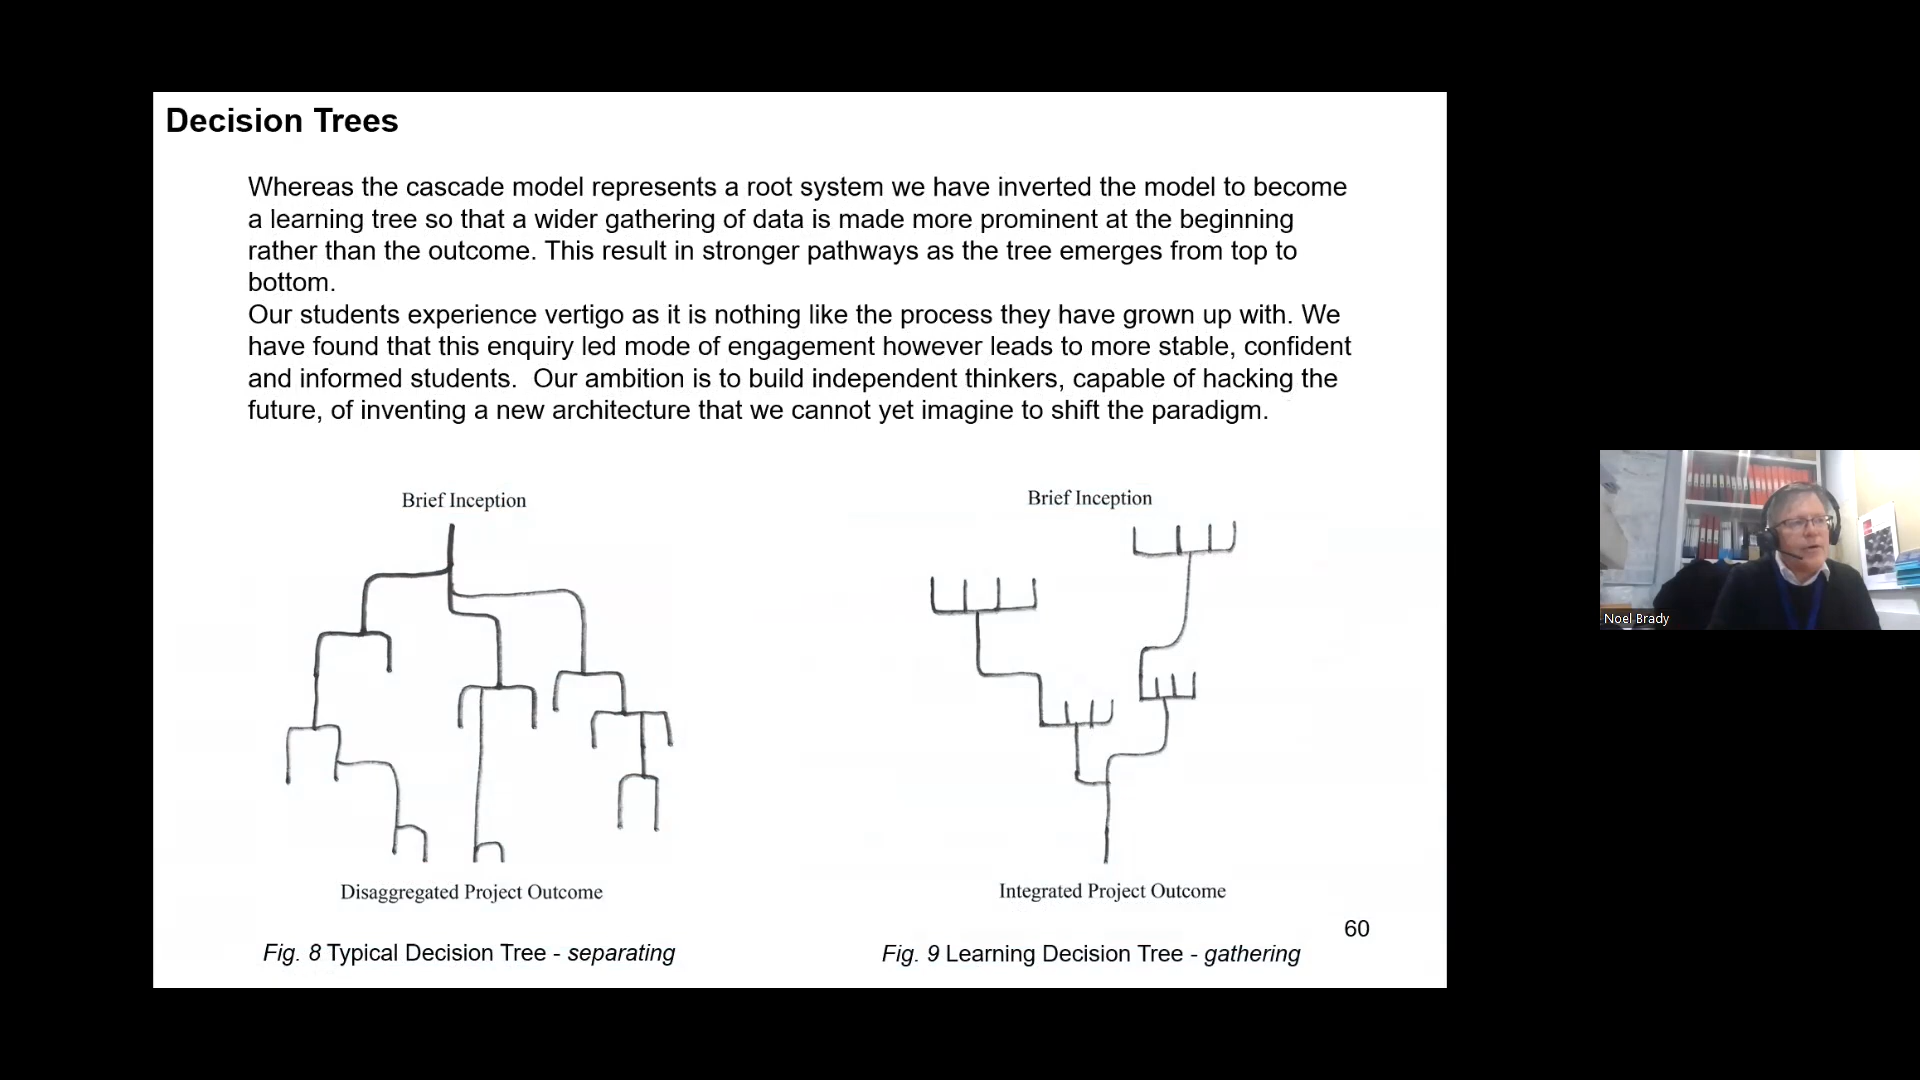 Decision Trees
Whereas the cascade model represents a root system we have inverted the model to become
a learning tree so that a wider gathering of data is made more prominent at the beginning
rather than the outcome. This result in stronger pathways as the tree emerges from top to
bottom.
Our students experience vertigo as it is nothing like the process they have grown up with. We
have found that this enquiry led mode of engagement however leads to more stable, confident
and informed students.  Our ambition is to build independent thinkers, capable of hacking the
future, of inventing a new architecture that we cannot yet imagine to shift the paradigm.
Brief Inception
Disaggregated Project Outcome
Fig. 8 Typical Decision Tree - separating
Brief Inception
Integrated Project Outcome
Fig. 9 Learning Decision Tree - gathering
60
Noel Brady